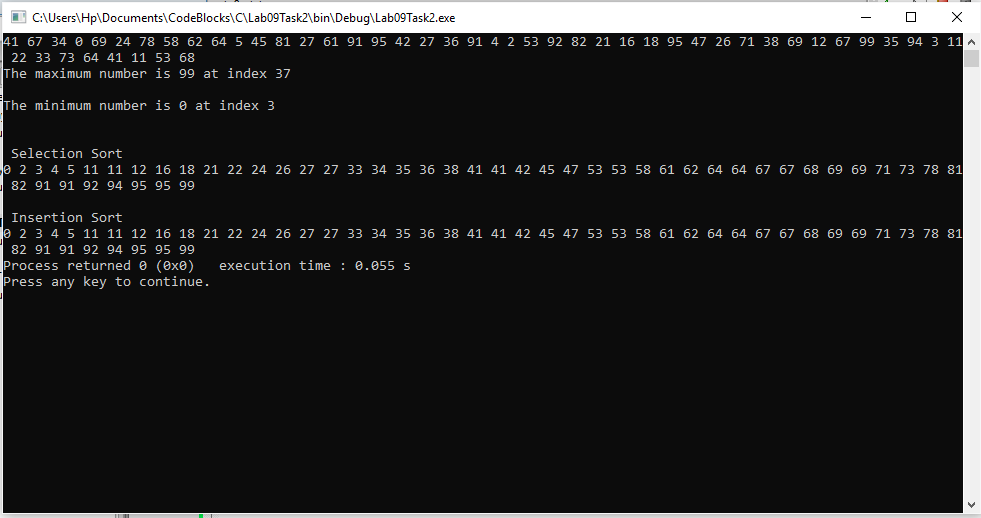 C:\Users\Hp\Documents\CodeBlocks\C\Lab09Task2\bin\Debug\Lab09Task2.exe
41 67 34 0 69 24 78 58 62 64 5 45 81 27 61 91 95 42 27 36 91 4 2 53 92 82 21 16 18 95 47 26 71 38 69 12 67 99 35 94 3 11
22 33 73 64 41 11 53 68
The maximum number is 99 at index 37
The minimum number is 0 at index 3
Selection Sort
0 2 3 4 5 11 11 12 16 18 21 22 24 26 27 27 33 34 35 36 38 41 41 42 45 47 53 53 58 61 62 64 64 67 67 68 69 69 71 73 78 81
82 91 91 92 94 95 95 99
Insertion Sort
0 2 3 4 5 11 11 12 16 18 21 22 24 26 27 27 33 34 35 36 38 41 41 42 45 47 53 53 58 61 62 64 64 67 67 68 69 69 71 73 78 81
82 91 91 92 94 95 95 99
Process returned 0 (0x0)   execution time : 0.055 s
Press any key to continue.